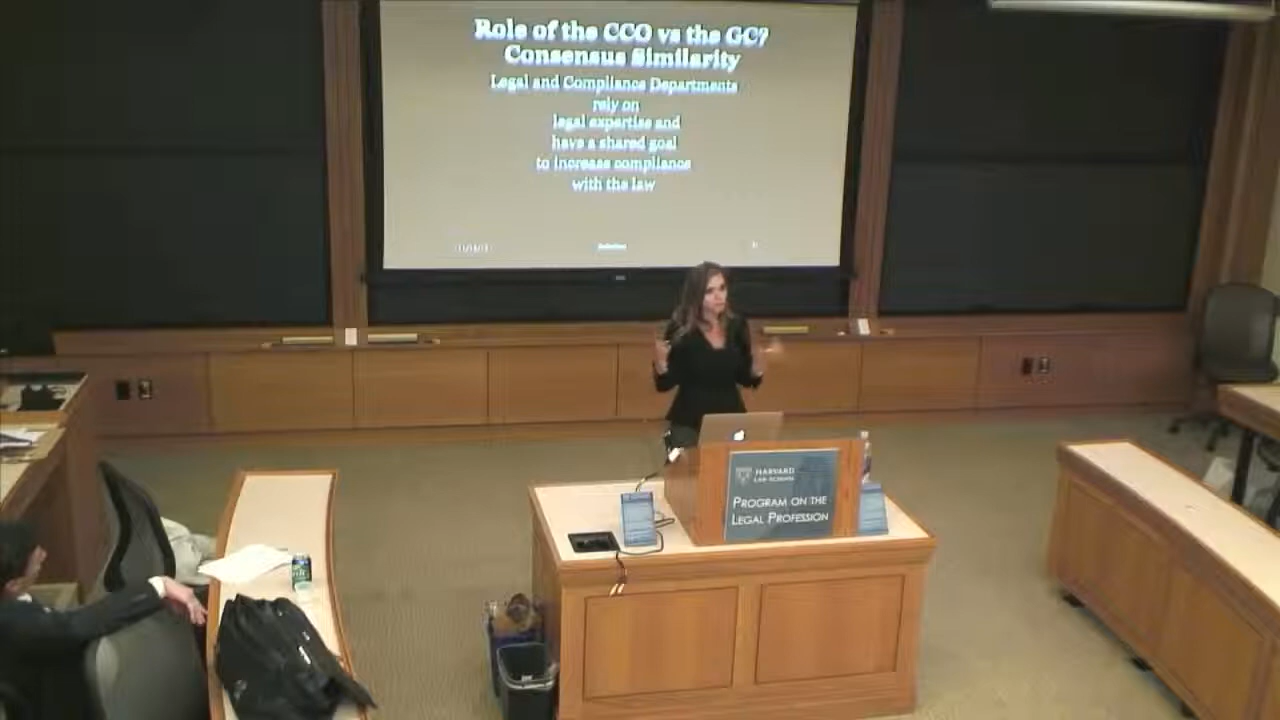 Role of the CCO vs the GC?
Consensus Similarity
Legal and Compliance Departments
rely on
legal expertise and
have a shared goal
to increase compliance
with the law
HARVARD
LAW SCHOOL
PROGRAM ON THE
LEGAL PROFESSION